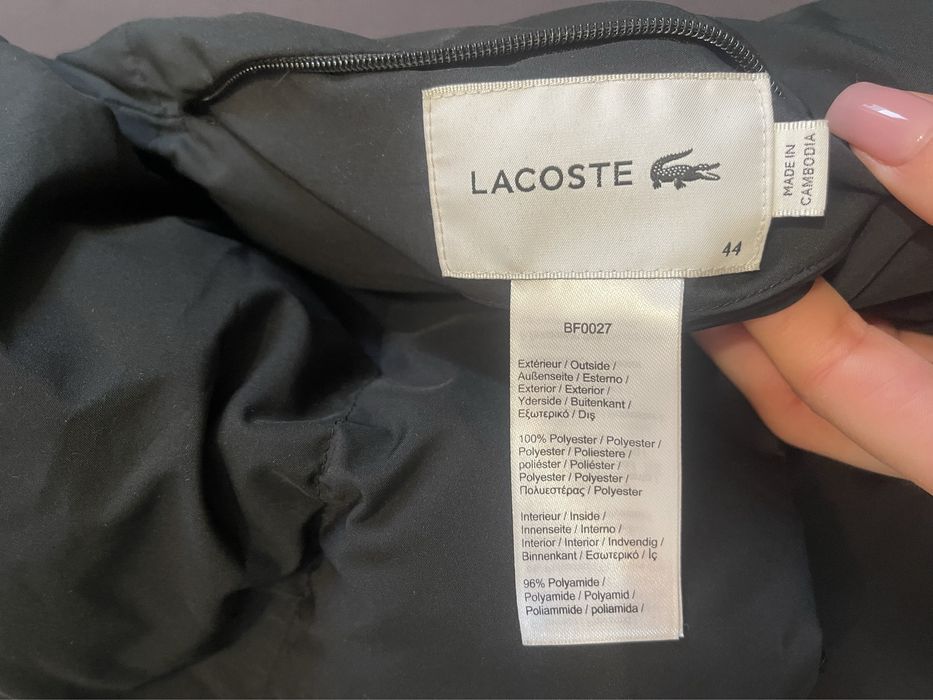 LACOSTE
44
MADE IN
CAMBODIA
BF0027
Extérieur / Outside /
Außenseite / Esterno /
Exterior / Exterior /
Yderside / Buitenkant /
Εξωτερικό / Dış
100% Polyester / Polyester /
Polyester / Poliestere /
poliéster / Poliéster /
Polyester / Polyester /
Πολυεστέρας / Polyester
Interieur / Inside /
Innenseite / Interno /
Interior / Interior / Indvendig /
Binnenkant / Εσωτερικό / İç
96% Polyamide /
Polyamide / Polyamid /
Poliammide / poliamida /